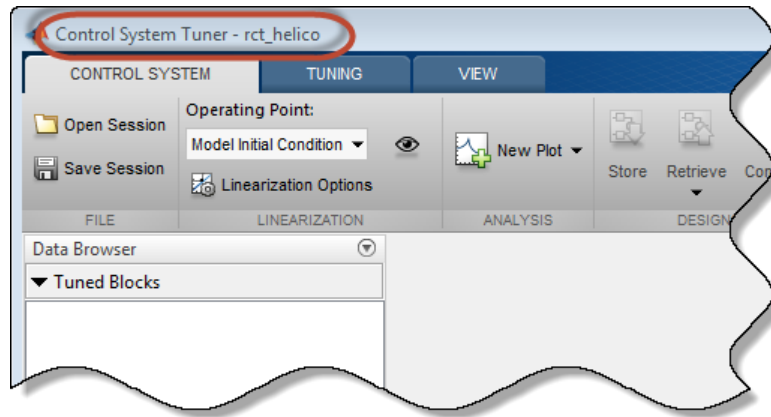 Control System Tuner - rct_helico
CONTROL SYSTEM TUNING VIEW
Open Session
Save Session
FILE
Operating Point:
Model Initial Condition
Linearization Options
LINEARIZATION
New Plot
ANALYSIS
Store Retrieve
DESIGN
Data Browser
Tuned Blocks